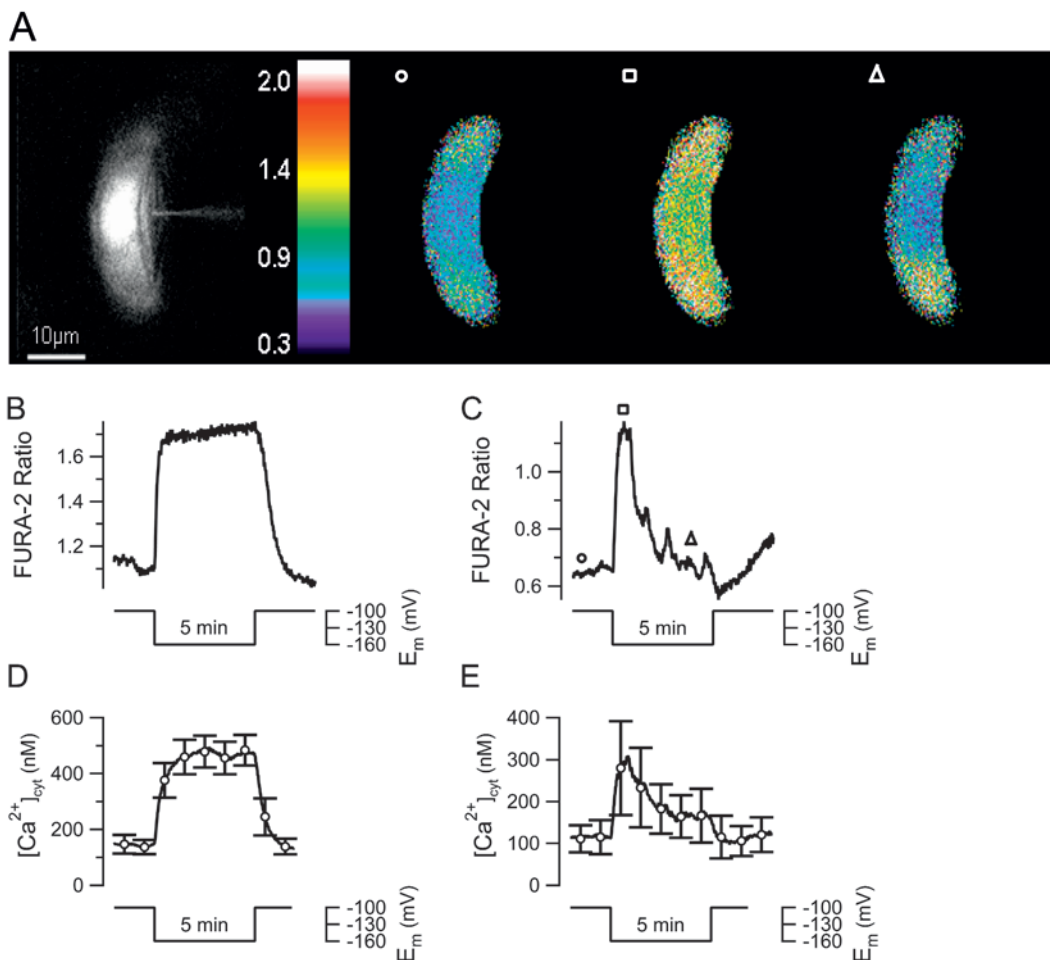 A
2.0
1.4
0.9
0.3
10μm
B
FURA-2 Ratio
1.6
1.4
1.2
5 min
-100
-130
-160
Em (mV)
C
FURA-2 Ratio
1.0
0.8
0.6
5 min
-100
-130
-160
Em (mV)
D
[Ca2+]cyt (nM)
600
400
200
0
5 min
-100
-130
-160
Em (mV)
E
[Ca2+]cyt (nM)
400
300
200
100
0
5 min
-100
-130
-160
Em (mV)